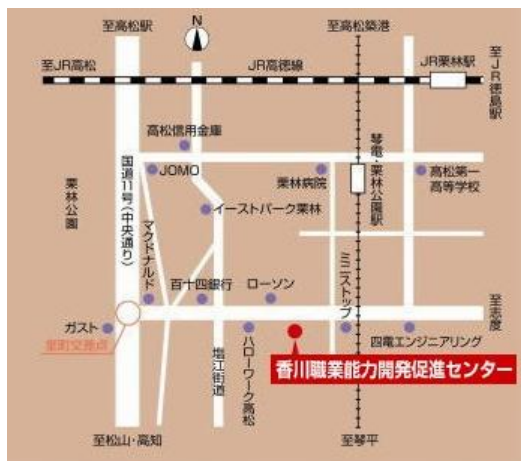 至高松駅
N
至高松築港
至JR高松
JR高徳線
JR栗林駅
至JR徳島駅
高松信用金庫
JOMO
栗林病院
琴電・栗林公園駅
高松第一
高等学校
栗林公園
国道11号(中央通り)
マクドナルド
イーストパーク栗林
百十四銀行
ローソン
ミニストップ
至志度
ガスト
室町交差点
塩江街道
ハローワーク高松
四電エンジニアリング
香川職業能力開発促進センター
至松山・高知
至琴平